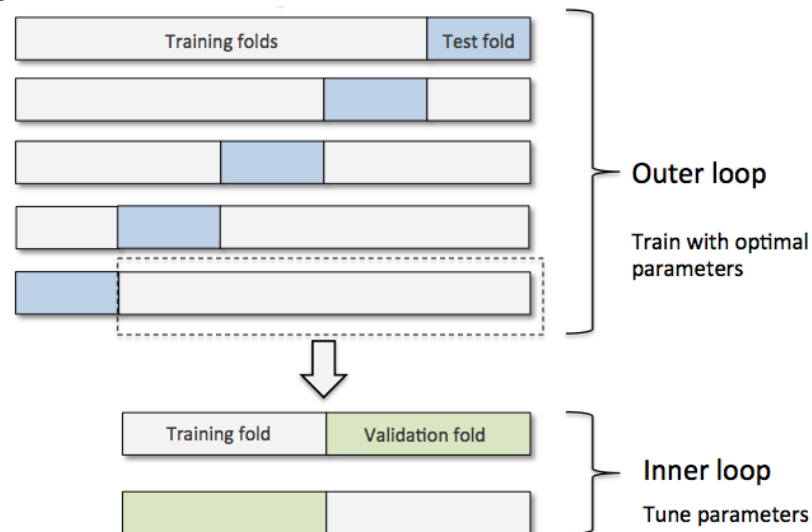 Training folds
Test fold
Outer loop
Train with optimal
parameters
Training fold
Validation fold
Inner loop
Tune parameters